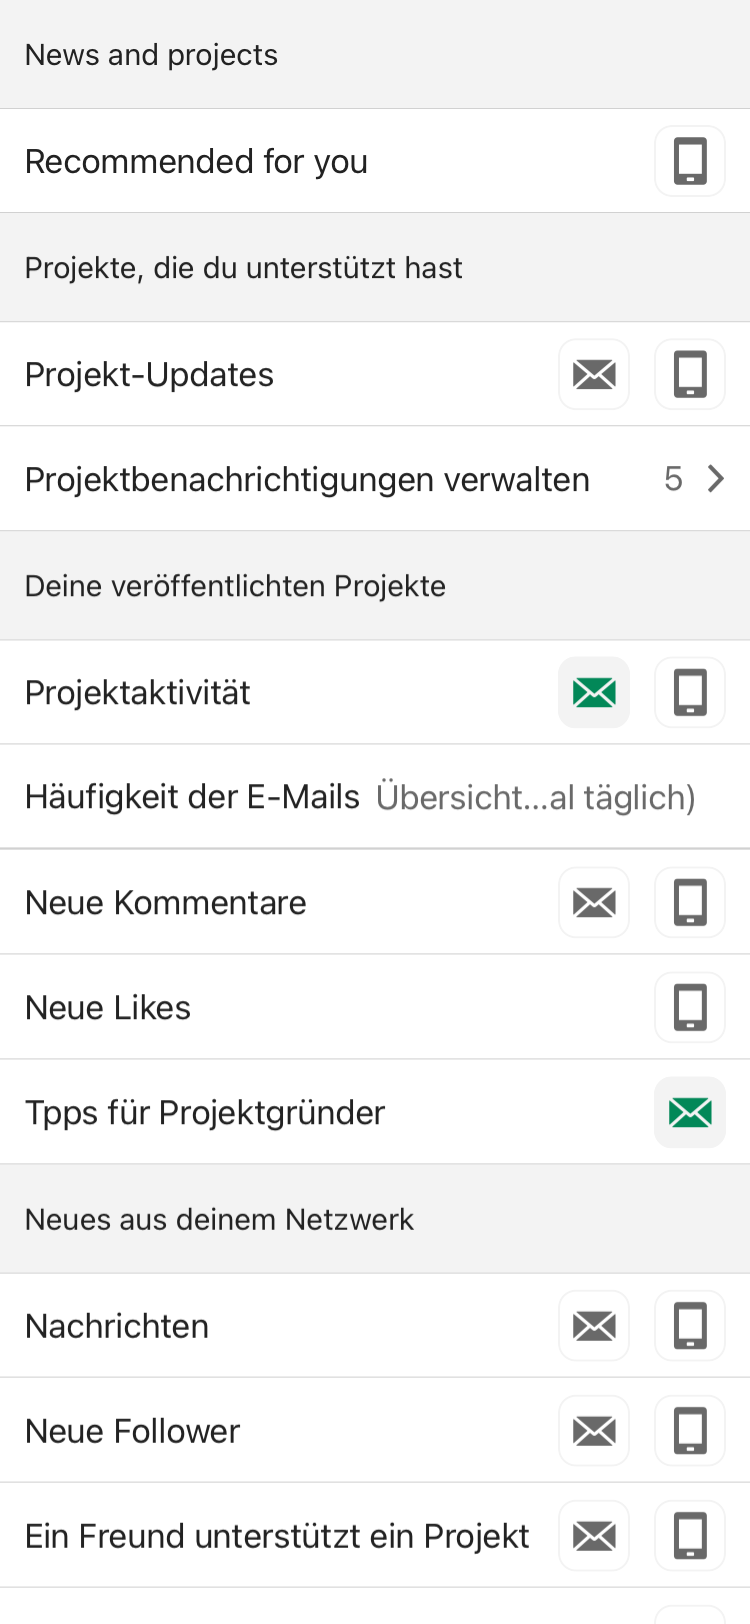 News and projects
Recommended for you
Projekte, die du unterstützt hast
Projekt-Updates
Projektbenachrichtigungen verwalten 5
Deine veröffentlichten Projekte
Projektaktivität
Häufigkeit der E-Mails Übersicht...al täglich)
Neue Kommentare
Neue Likes
Tpps für Projektgründer
Neues aus deinem Netzwerk
Nachrichten
Neue Follower
Ein Freund unterstützt ein Projekt